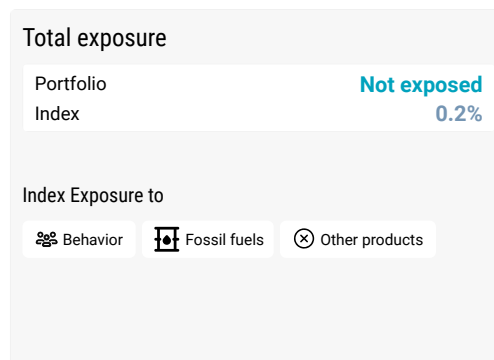 Total exposure
Portfolio Not exposed
Index 0.2%
Index Exposure to
Behavior Fossil fuels Other products